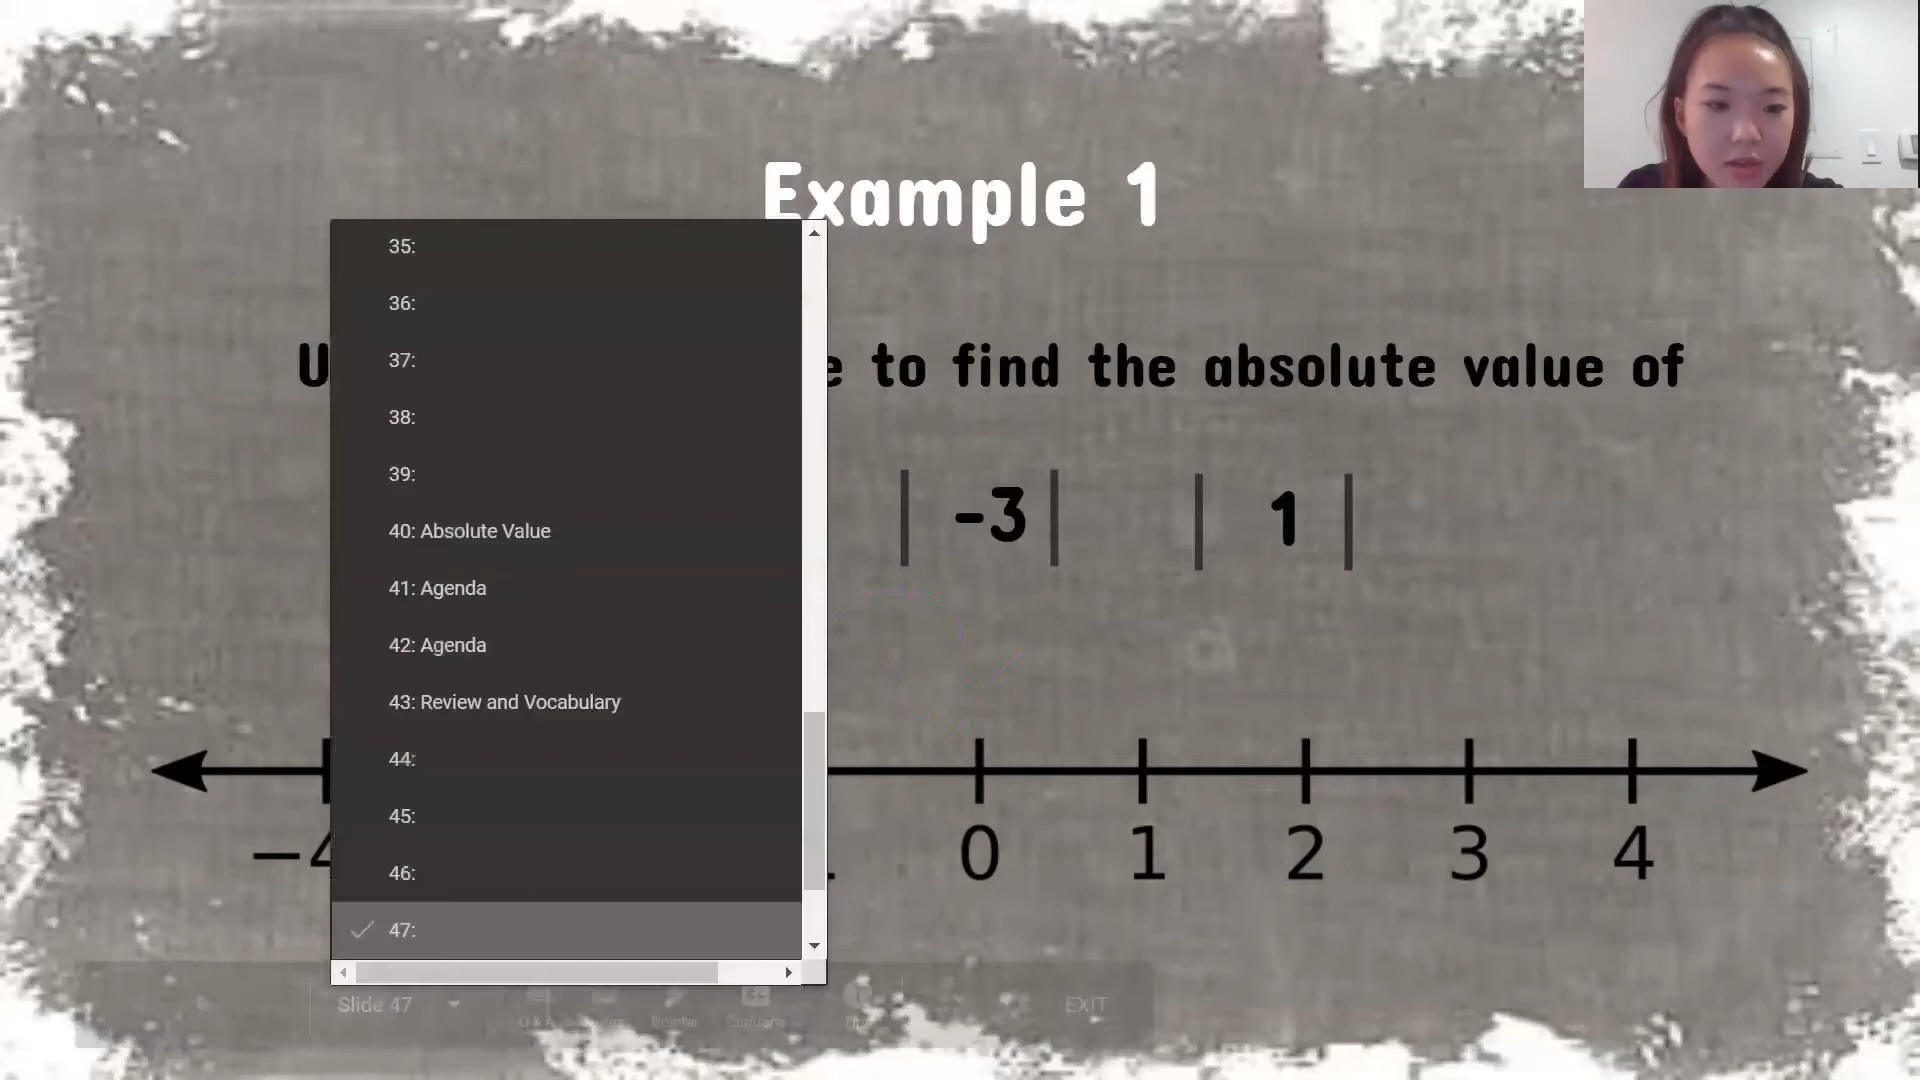 Example 1
e to find the absolute value of
|-3| |1|
35:
36:
37:
38:
39:
40: Absolute Value
41: Agenda
42: Agenda
43: Review and Vocabulary
44:
45:
46:
47:
0 1 2 3 4
Slide 47
Q&A Pointer Captions EXIT